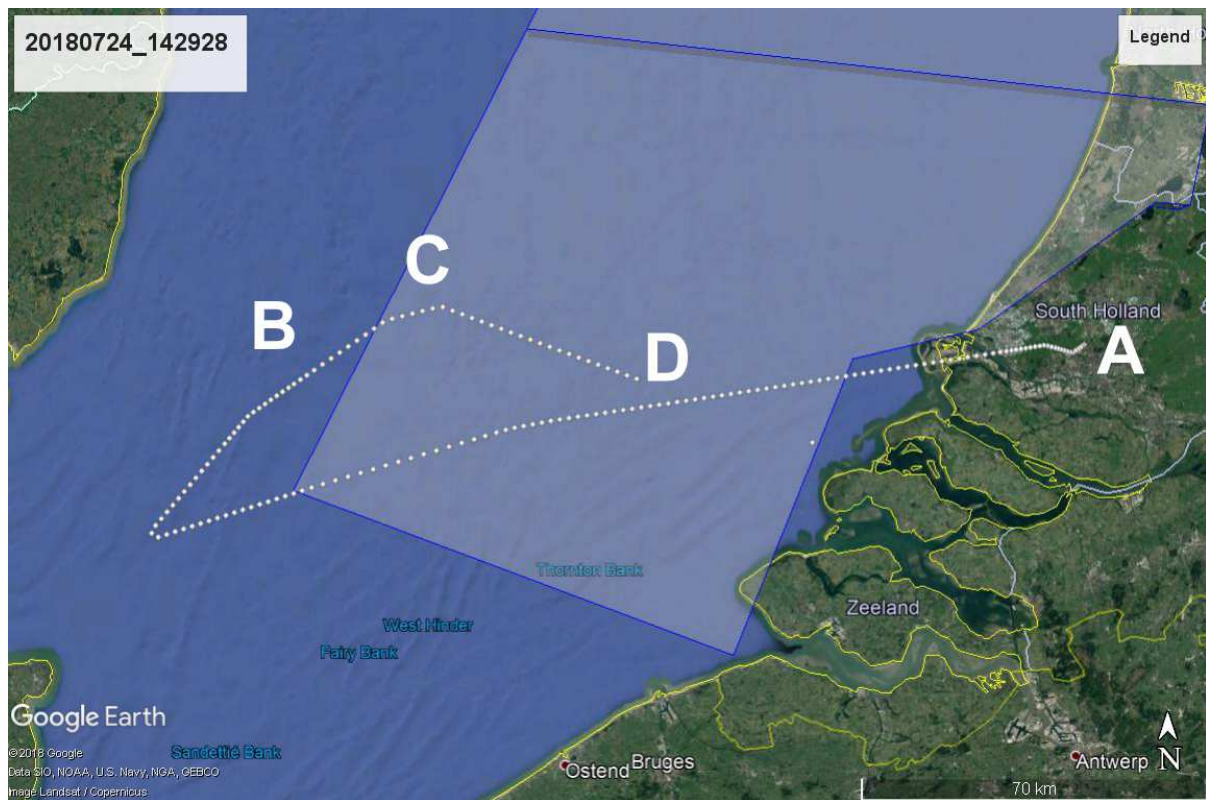 20180724_142928
Legend
C
B
D
South Holland
A
Thornton Bank
Zeeland
West Hinder
Fairy Bank
Google Earth
©2018 Google
Sandettié Bank
Data SIO, NOAA, U.S. Navy, NGA, GEBCO
Ostend
Bruges
Antwerp
N
Image Landsat / Copernicus
70 km